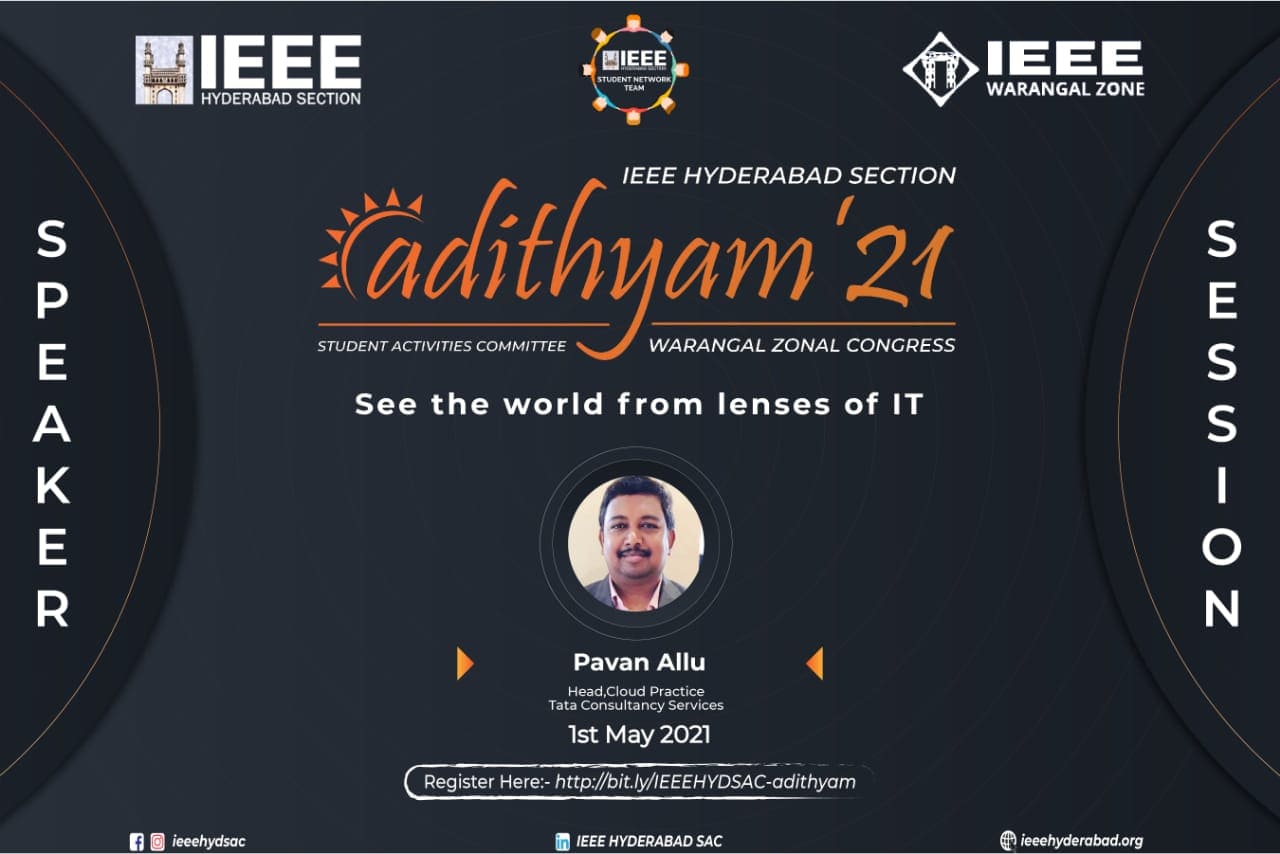 IEEE
HYDERABAD SECTION
IEEE
HYDERABAD SECTION
STUDENT NETWORK
TEAM
IEEE
WARANGAL ZONE
IEEE HYDERABAD SECTION
adithyam'21
STUDENT ACTIVITIES COMMITTEE
WARANGAL ZONAL CONGRESS
See the world from lenses of IT
SPEAKER
SESSION
Pavan Allu
Head,Cloud Practice
Tata Consultancy Services
1st May 2021
Register Here:- http://bit.ly/IEEEHYDSAC-adithyam
ieeehydsac
IEEE HYDERABAD SAC
ieeehyderabad.org